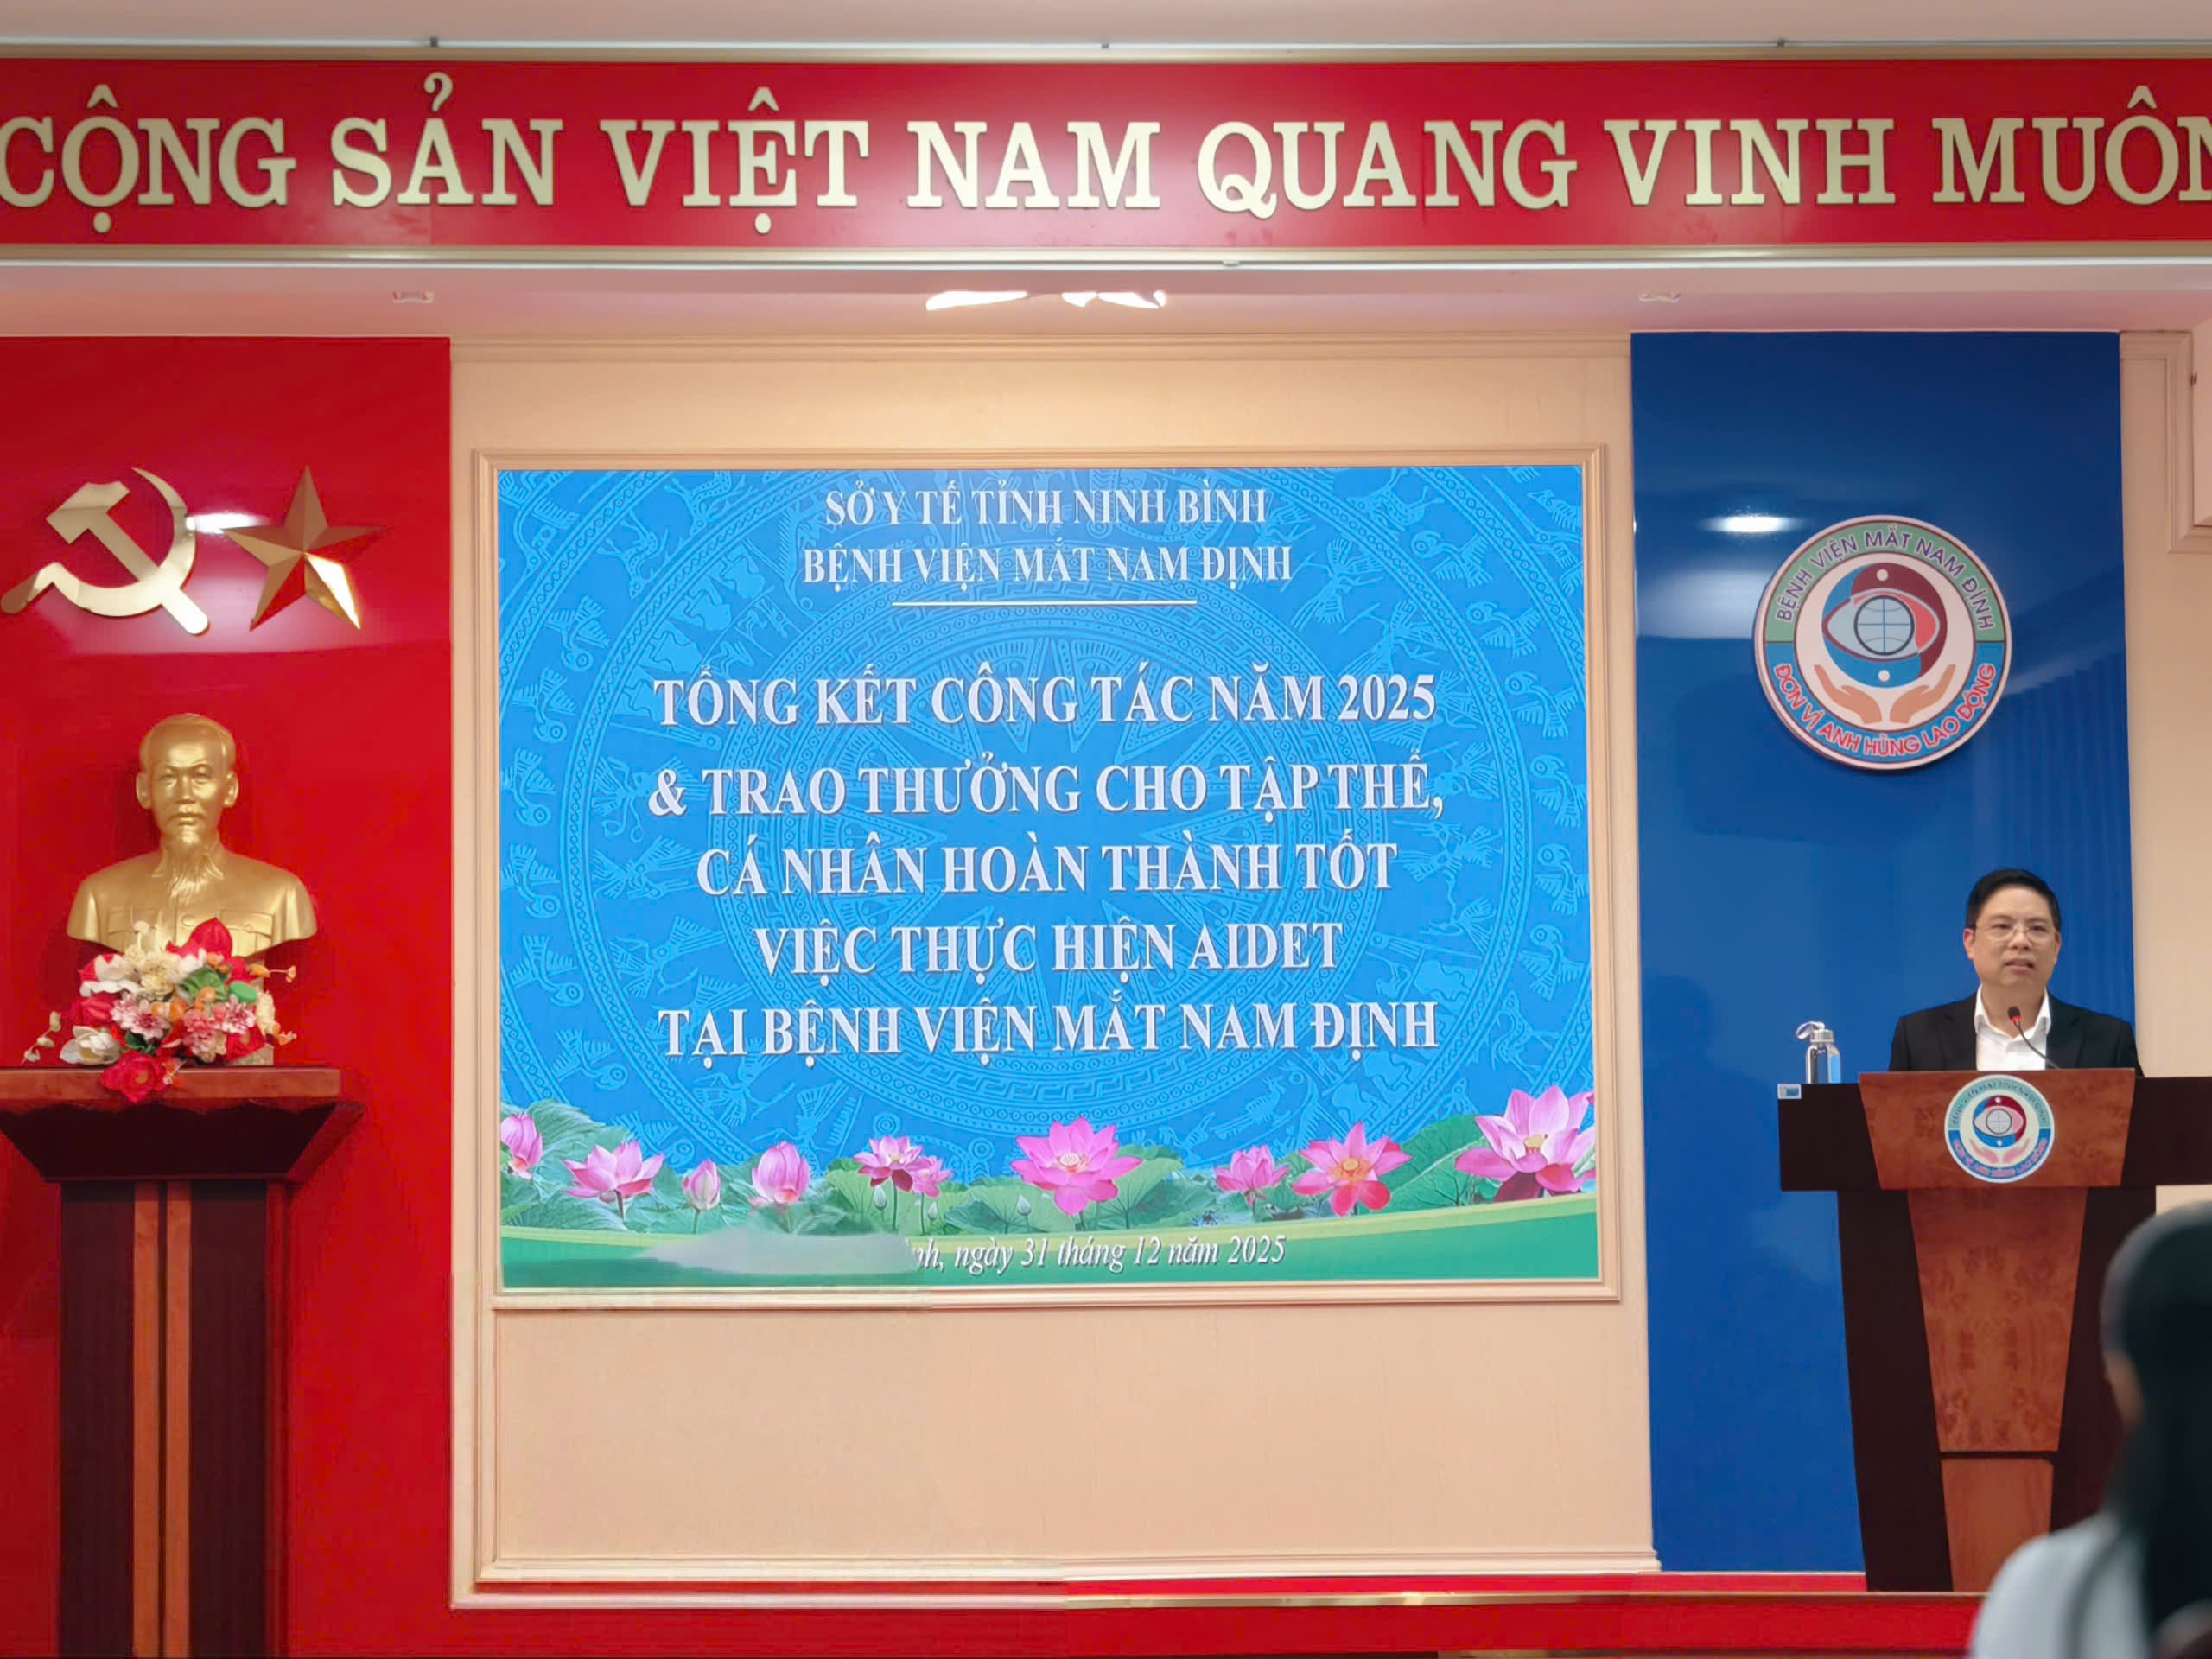 CỘNG SẢN VIỆT NAM QUANG VINH MUÔN
SỞ Y TẾ TỈNH NINH BÌNH
BỆNH VIỆN MẮT NAM ĐỊNH
TỔNG KẾT CÔNG TÁC NĂM 2025
& TRAO THƯỞNG CHO TẬP THỂ,
CÁ NHÂN HOÀN THÀNH TỐT
VIỆC THỰC HIỆN AIDET
TẠI BỆNH VIỆN MẮT NAM ĐỊNH
ngày 31 tháng 12 năm 2025
BỆNH VIỆN MẮT NAM ĐỊNH
ĐƠN VỊ ANH HÙNG LAO ĐỘNG